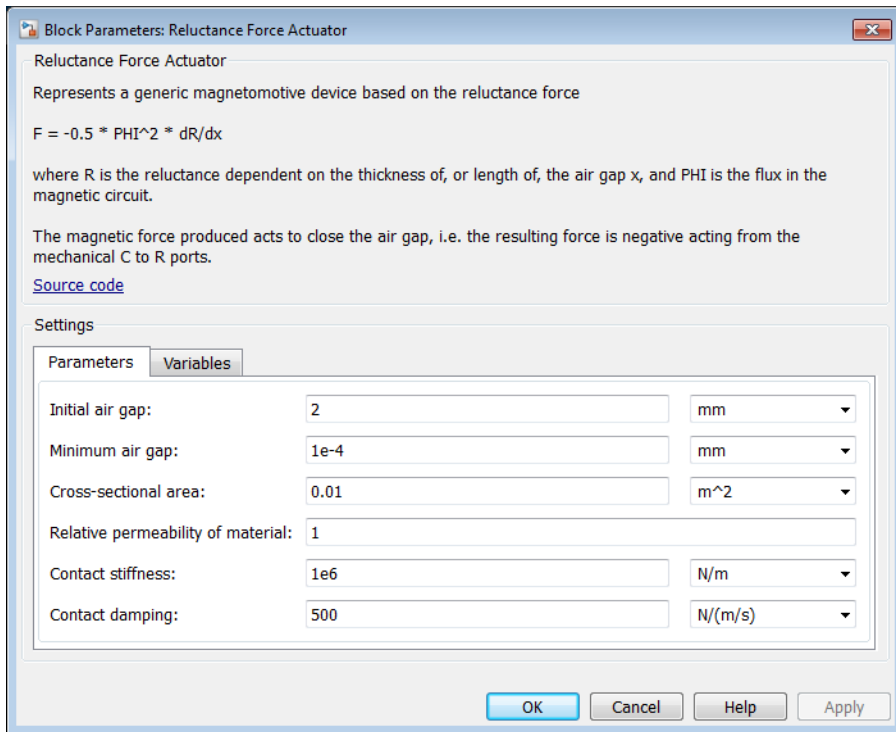 Block Parameters: Reluctance Force Actuator
Reluctance Force Actuator
Represents a generic magnetomotive device based on the reluctance force
F = -0.5 * PHI^2 * dR/dx
where R is the reluctance dependent on the thickness of, or length of, the air gap x, and PHI is the flux in the
magnetic circuit.
The magnetic force produced acts to close the air gap, i.e. the resulting force is negative acting from the
mechanical C to R ports.
Source code
Settings
Parameters Variables
Initial air gap: 2 mm
Minimum air gap: 1e-4 mm
Cross-sectional area: 0.01 m^2
Relative permeability of material: 1
Contact stiffness: 1e6 N/m
Contact damping: 500 N/(m/s)
OK Cancel Help Apply